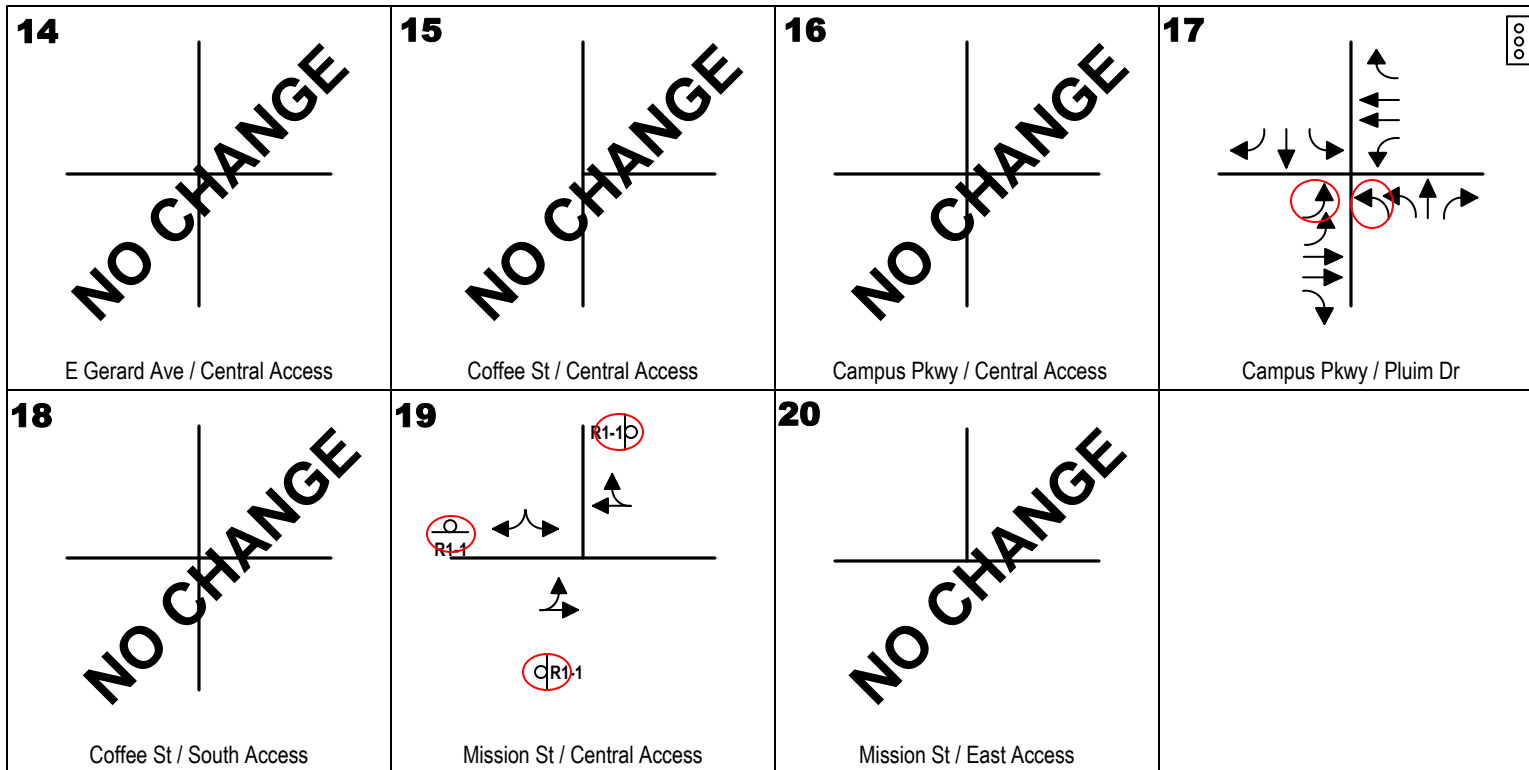 14
NO CHANGE
E Gerard Ave / Central Access
15
NO CHANGE
Coffee St / Central Access
16
NO CHANGE
Campus Pkwy / Central Access
17
Campus Pkwy / Pluim Dr
18
NO CHANGE
Coffee St / South Access
19
R1-1
R1-1
R1-1
Mission St / Central Access
20
NO CHANGE
Mission St / East Access